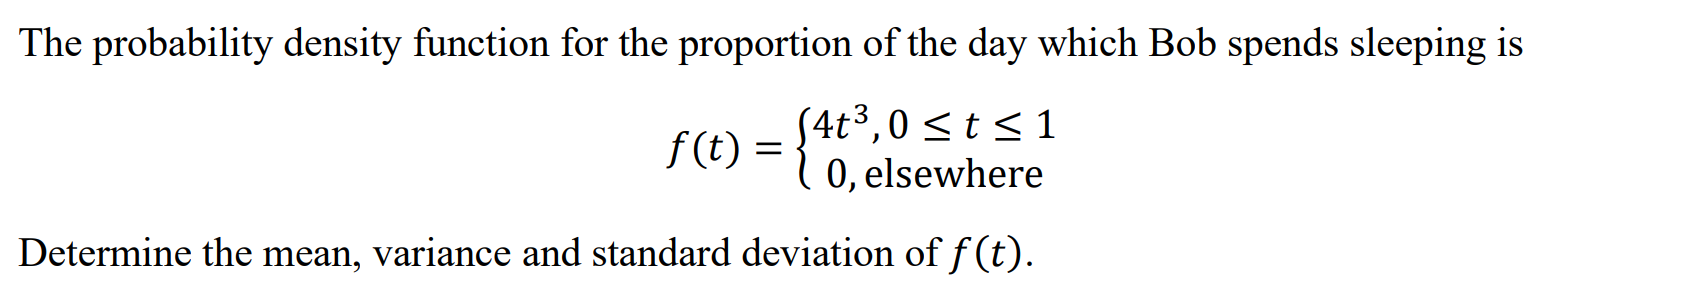 The probability density function for the proportion of the day which Bob spends sleeping is
f(t) = {4t³, 0 ≤ t ≤ 1
0, elsewhere
Determine the mean, variance and standard deviation of f(t).